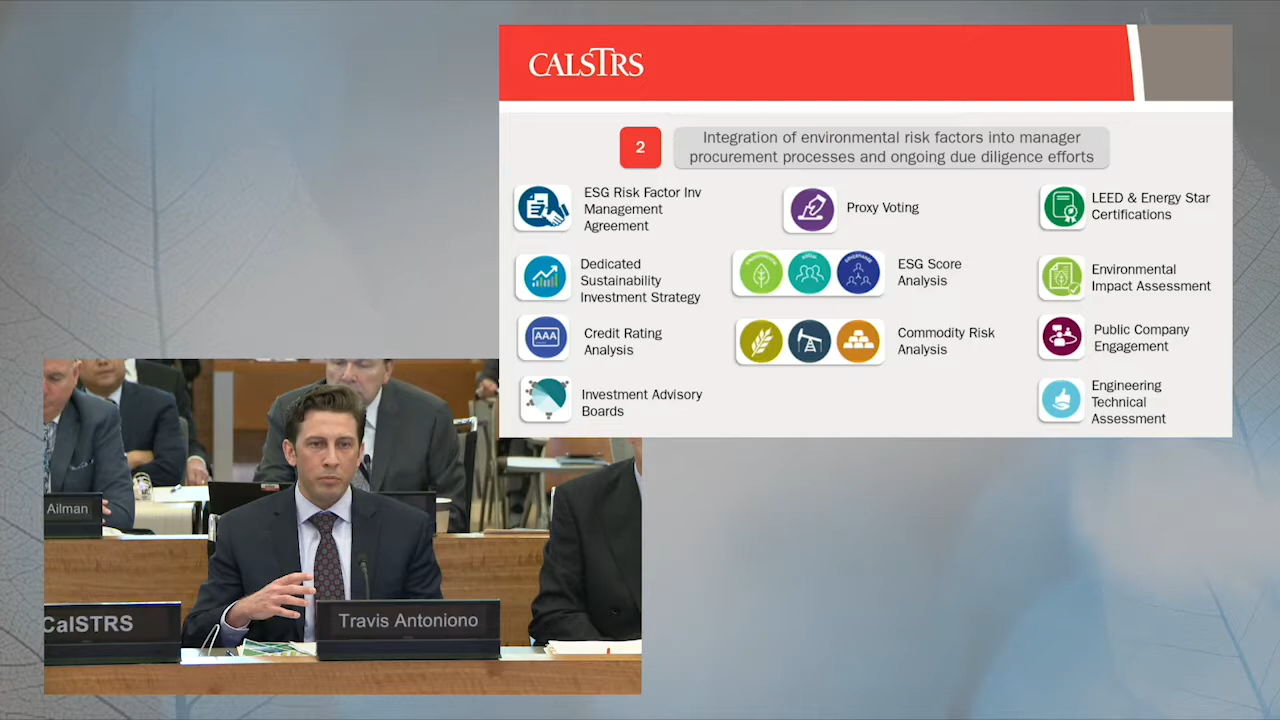 CALSTRS
2
Integration of environmental risk factors into manager
procurement processes and ongoing due diligence efforts
ESG Risk Factor Inv
Management
Agreement
Dedicated
Sustainability
Investment Strategy
AAA
Credit Rating
Analysis
Investment Advisory
Boards
Proxy Voting
ENVIRONMENTAL
SOCIAL
GOVERNANCE
ESG Score
Analysis
Commodity Risk
Analysis
LEED & Energy Star
Certifications
Environmental
Impact Assessment
Public Company
Engagement
Engineering
Technical
Assessment
Ailman
CalSTRS
Travis Antoniono